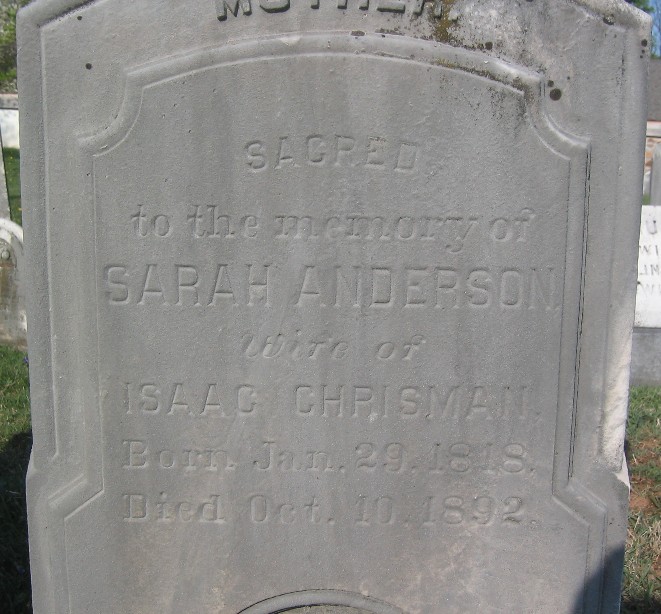 MOTHER.
SACRED
to the memory of
SARAH ANDERSON,
Wife of
ISAAC CHRISMAN,
Born Jan. 29. 1818.
Died Oct. 10. 1892.